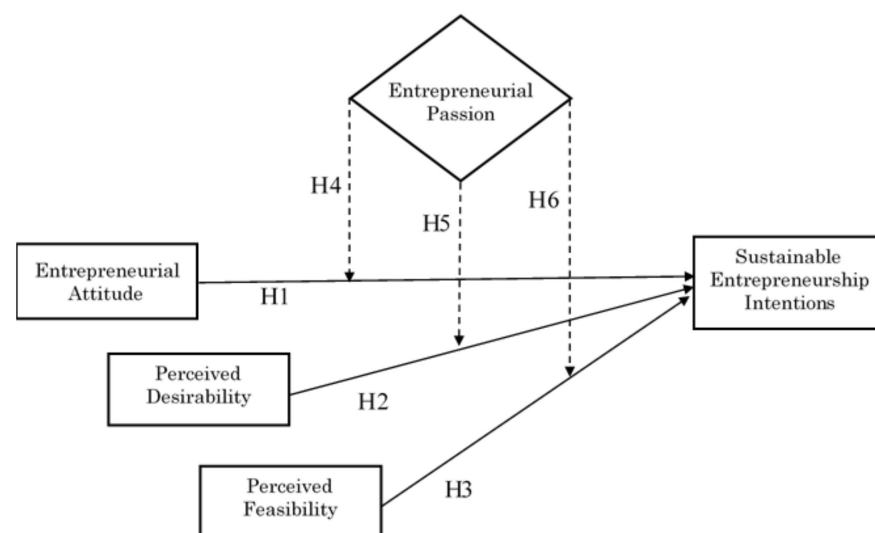 Entrepreneurial
Passion
H4
H5
H6
Entrepreneurial
Attitude
H1
Sustainable
Entrepreneurship
Intentions
Perceived
Desirability
H2
Perceived
Feasibility
H3